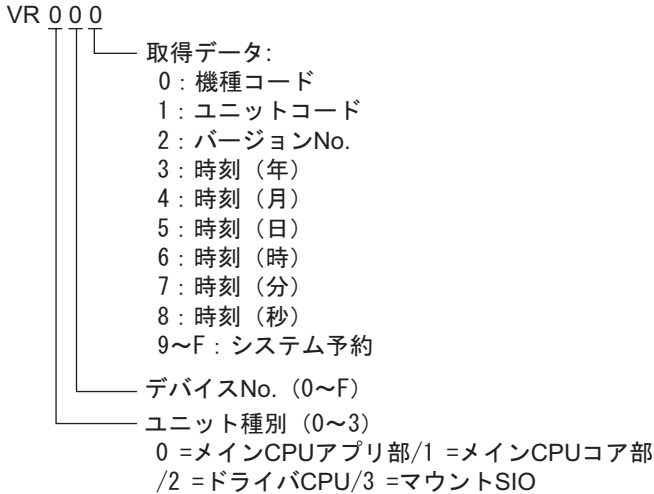 VR 0 0 0
取得データ:
0：機種コード
1：ユニットコード
2：バージョンNo.
3：時刻（年）
4：時刻（月）
5：時刻（日）
6：時刻（時）
7：時刻（分）
8：時刻（秒）
9～F：システム予約
デバイスNo.（0～F）
ユニット種別（0～3）
0 =メインCPUアプリ部/1 =メインCPUコア部
/2 =ドライバCPU/3 =マウントSIO